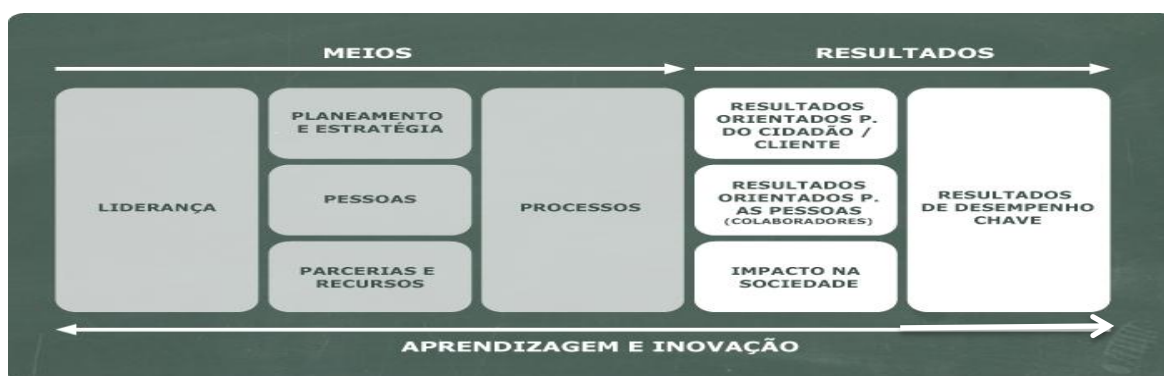 MEIOS
RESULTADOS
LIDERANÇA
PLANEAMENTO
E ESTRATÉGIA
PESSOAS
PARCERIAS E
RECURSOS
PROCESSOS
RESULTADOS
ORIENTADOS P.
DO CIDADÃO /
CLIENTE
RESULTADOS
ORIENTADOS P.
AS PESSOAS
(COLABORADORES)
IMPACTO NA
SOCIEDADE
RESULTADOS
DE DESEMPENHO
CHAVE
APRENDIZAGEM E INOVAÇÃO